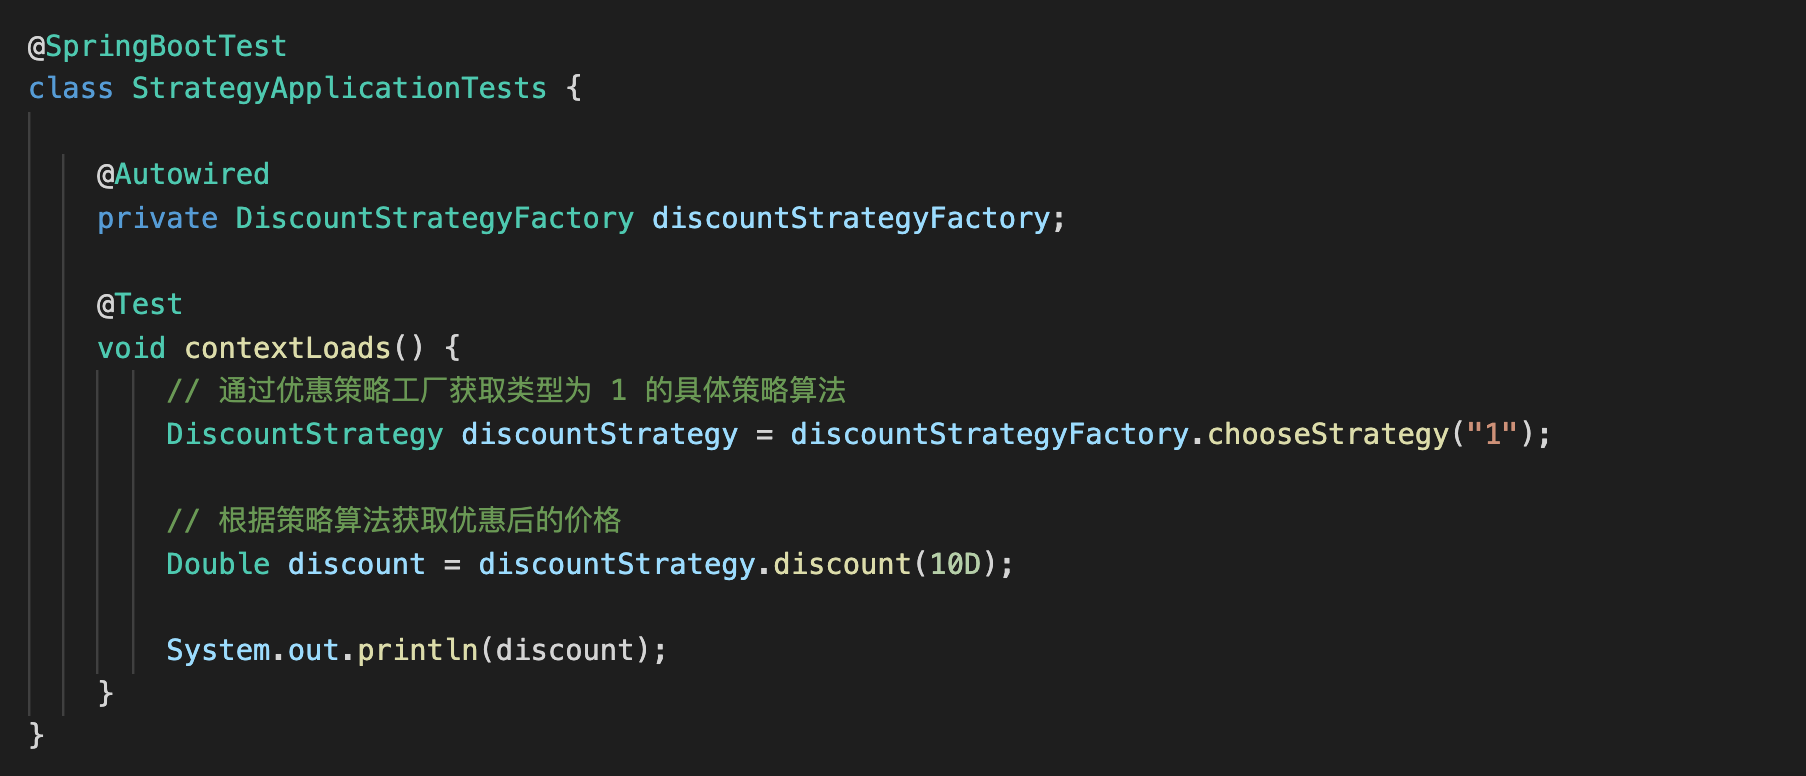 @SpringBootTest
class StrategyApplicationTests {
@Autowired
private DiscountStrategyFactory discountStrategyFactory;
@Test
void contextLoads() {
// 通过优惠策略工厂获取类型为 1 的具体策略算法
DiscountStrategy discountStrategy = discountStrategyFactory.chooseStrategy("1");
// 根据策略算法获取优惠后的价格
Double discount = discountStrategy.discount(10D);
System.out.println(discount);
}
}